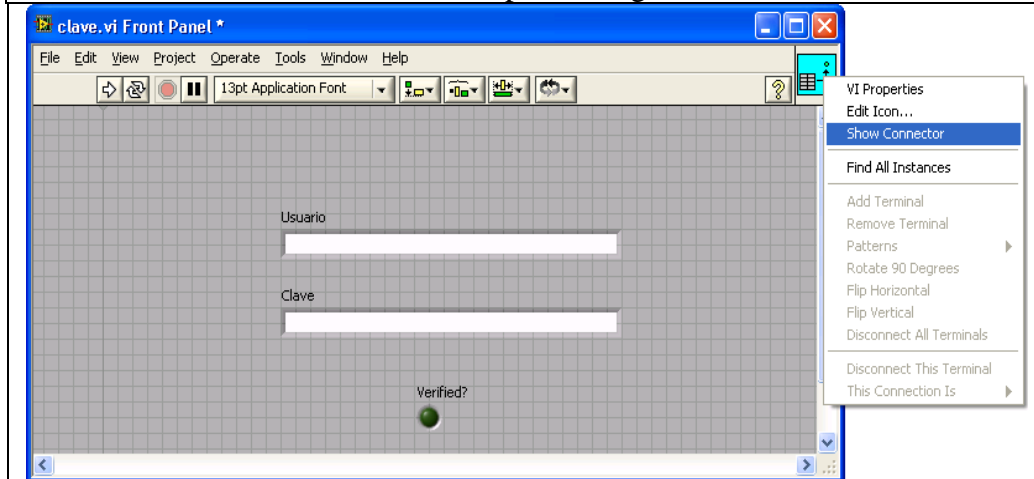 clave.vi Front Panel *
File Edit View Project Operate Tools Window Help
13pt Application Font
?
VI Properties
Edit Icon...
Show Connector
Find All Instances
Add Terminal
Remove Terminal
Patterns
Rotate 90 Degrees
Flip Horizontal
Flip Vertical
Disconnect All Terminals
Disconnect This Terminal
This Connection Is
Usuario
Clave
Verified?